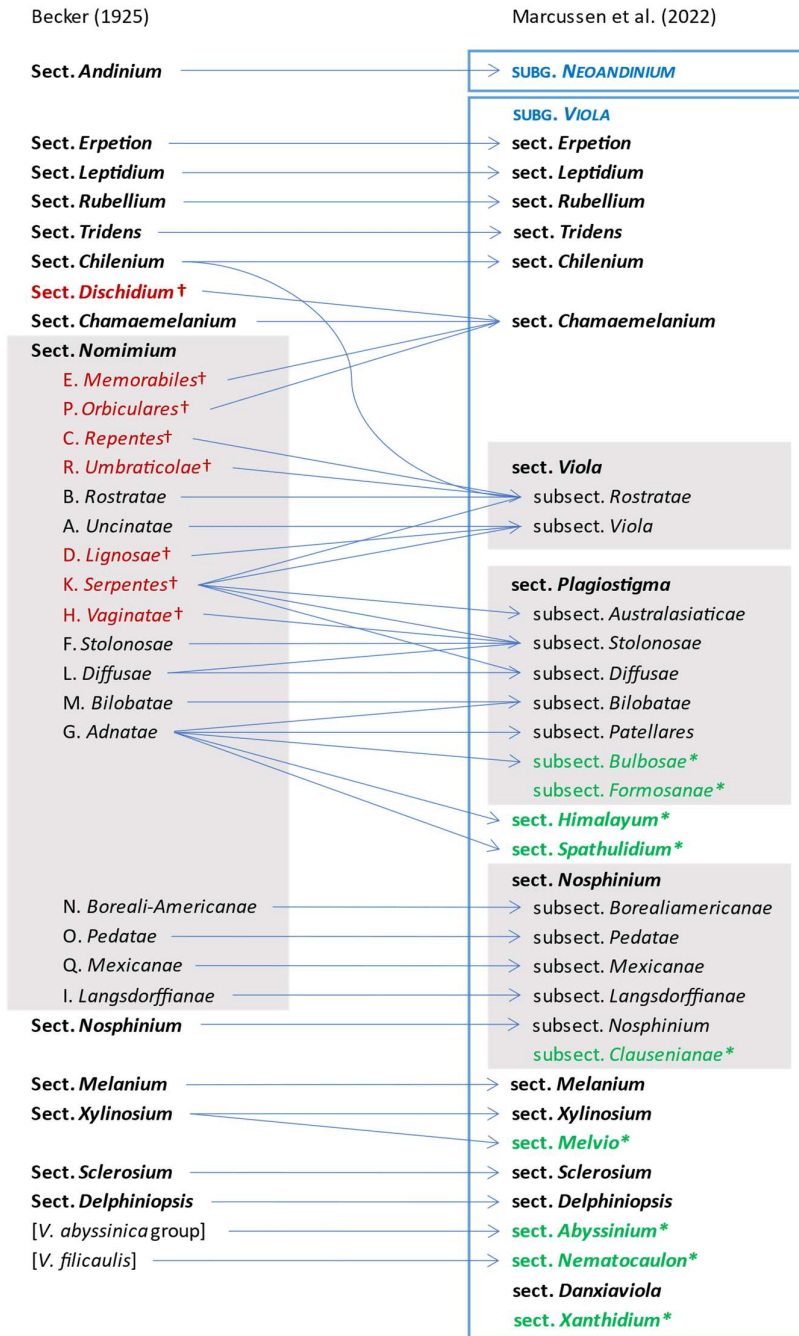 Becker (1925) Marcussen et al. (2022)
Sect. Andinium SUBG. NEOANDINIUM
SUBG. VIOLA
Sect. Erpetion sect. Erpetion
Sect. Leptidium sect. Leptidium
Sect. Rubellium sect. Rubellium
Sect. Tridens sect. Tridens
Sect. Chilenium sect. Chilenium
Sect. Dischidium†
Sect. Chamaemelanium sect. Chamaemelanium
Sect. Nomimium
E. Memorabiles†
P. Orbiculares†
C. Repentes†
R. Umbraticolae† sect. Viola
B. Rostratae subsect. Rostratae
A. Uncinatae subsect. Viola
D. Lignosae†
K. Serpentes† sect. Plagiostigma
H. Vaginatae† subsect. Australasiaticae
F. Stolonosae subsect. Stolonosae
L. Diffusae subsect. Diffusae
M. Bilobatae subsect. Bilobatae
G. Adnatae subsect. Patellares
subsect. Bulbosae*
subsect. Formosanae*
sect. Himalayum*
sect. Spathulidium*
sect. Nosphinium
N. Boreali-Americanae subsect. Borealiamericanae
O. Pedatae subsect. Pedatae
Q. Mexicanae subsect. Mexicanae
I. Langsdorffianae subsect. Langsdorffianae
Sect. Nosphinium subsect. Nosphinium
subsect. Clausenianae*
Sect. Melanium sect. Melanium
Sect. Xylinosium sect. Xylinosium
sect. Melvio*
Sect. Sclerosium sect. Sclerosium
Sect. Delphiniopsis sect. Delphiniopsis
[V. abyssinica group] sect. Abyssinium*
[V. filicaulis] sect. Nematocaulon*
sect. Danxiaviola
sect. Xanthidium*